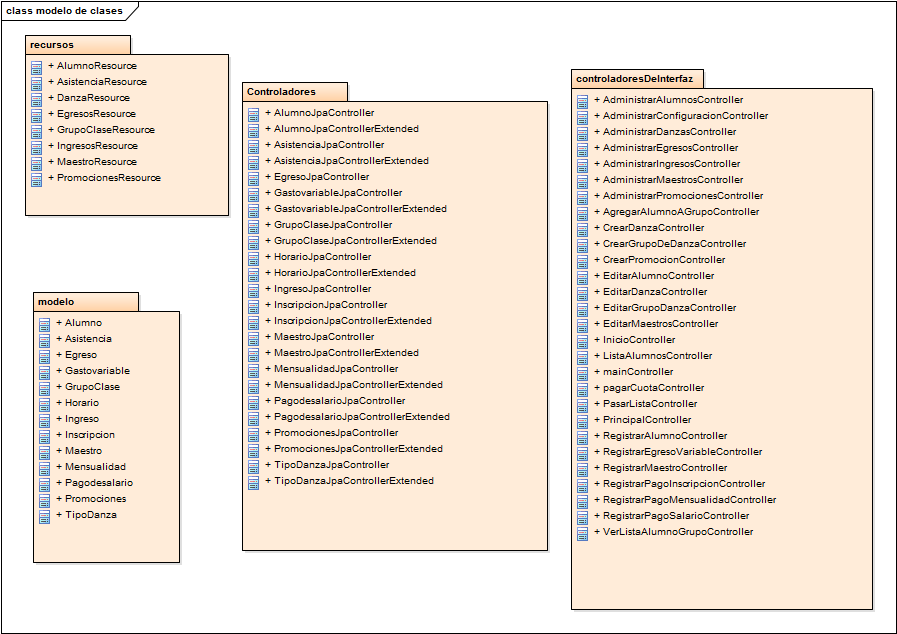 class modelo de clases
recursos
+ AlumnoResource
+ AsistenciaResource
+ DanzaResource
+ EgresosResource
+ GrupoClaseResource
+ IngresosResource
+ MaestroResource
+ PromocionesResource
modelo
+ Alumno
+ Asistencia
+ Egreso
+ Gastovariable
+ GrupoClase
+ Horario
+ Ingreso
+ Inscripcion
+ Maestro
+ Mensualidad
+ Pagodesalario
+ Promociones
+ TipoDanza
Controladores
+ AlumnoJpaController
+ AlumnoJpaControllerExtended
+ AsistenciaJpaController
+ AsistenciaJpaControllerExtended
+ EgresoJpaController
+ GastovariableJpaController
+ GastovariableJpaControllerExtended
+ GrupoClaseJpaController
+ GrupoClaseJpaControllerExtended
+ HorarioJpaController
+ HorarioJpaControllerExtended
+ IngresoJpaController
+ InscripcionJpaController
+ InscripcionJpaControllerExtended
+ MaestroJpaController
+ MaestroJpaControllerExtended
+ MensualidadJpaController
+ MensualidadJpaControllerExtended
+ PagodesalarioJpaController
+ PagodesalarioJpaControllerExtended
+ PromocionesJpaController
+ PromocionesJpaControllerExtended
+ TipoDanzaJpaController
+ TipoDanzaJpaControllerExtended
controladoresDeInterfaz
+ AdministrarAlumnosController
+ AdministrarConfiguracionController
+ AdministrarDanzasController
+ AdministrarEgresosController
+ AdministrarIngresosController
+ AdministrarMaestrosController
+ AdministrarPromocionesController
+ AgregarAlumnoAGrupoController
+ CrearDanzaController
+ CrearGrupoDeDanzaController
+ CrearPromocionController
+ EditarAlumnoController
+ EditarDanzaController
+ EditarGrupoDanzaController
+ EditarMaestrosController
+ InicioController
+ ListaAlumnosController
+ mainController
+ pagarCuotaController
+ PasarListaController
+ PrincipalController
+ RegistrarAlumnoController
+ RegistrarEgresoVariableController
+ RegistrarMaestroController
+ RegistrarPagoInscripcionController
+ RegistrarPagoMensualidadController
+ RegistrarPagoSalarioController
+ VerListaAlumnoGrupoController